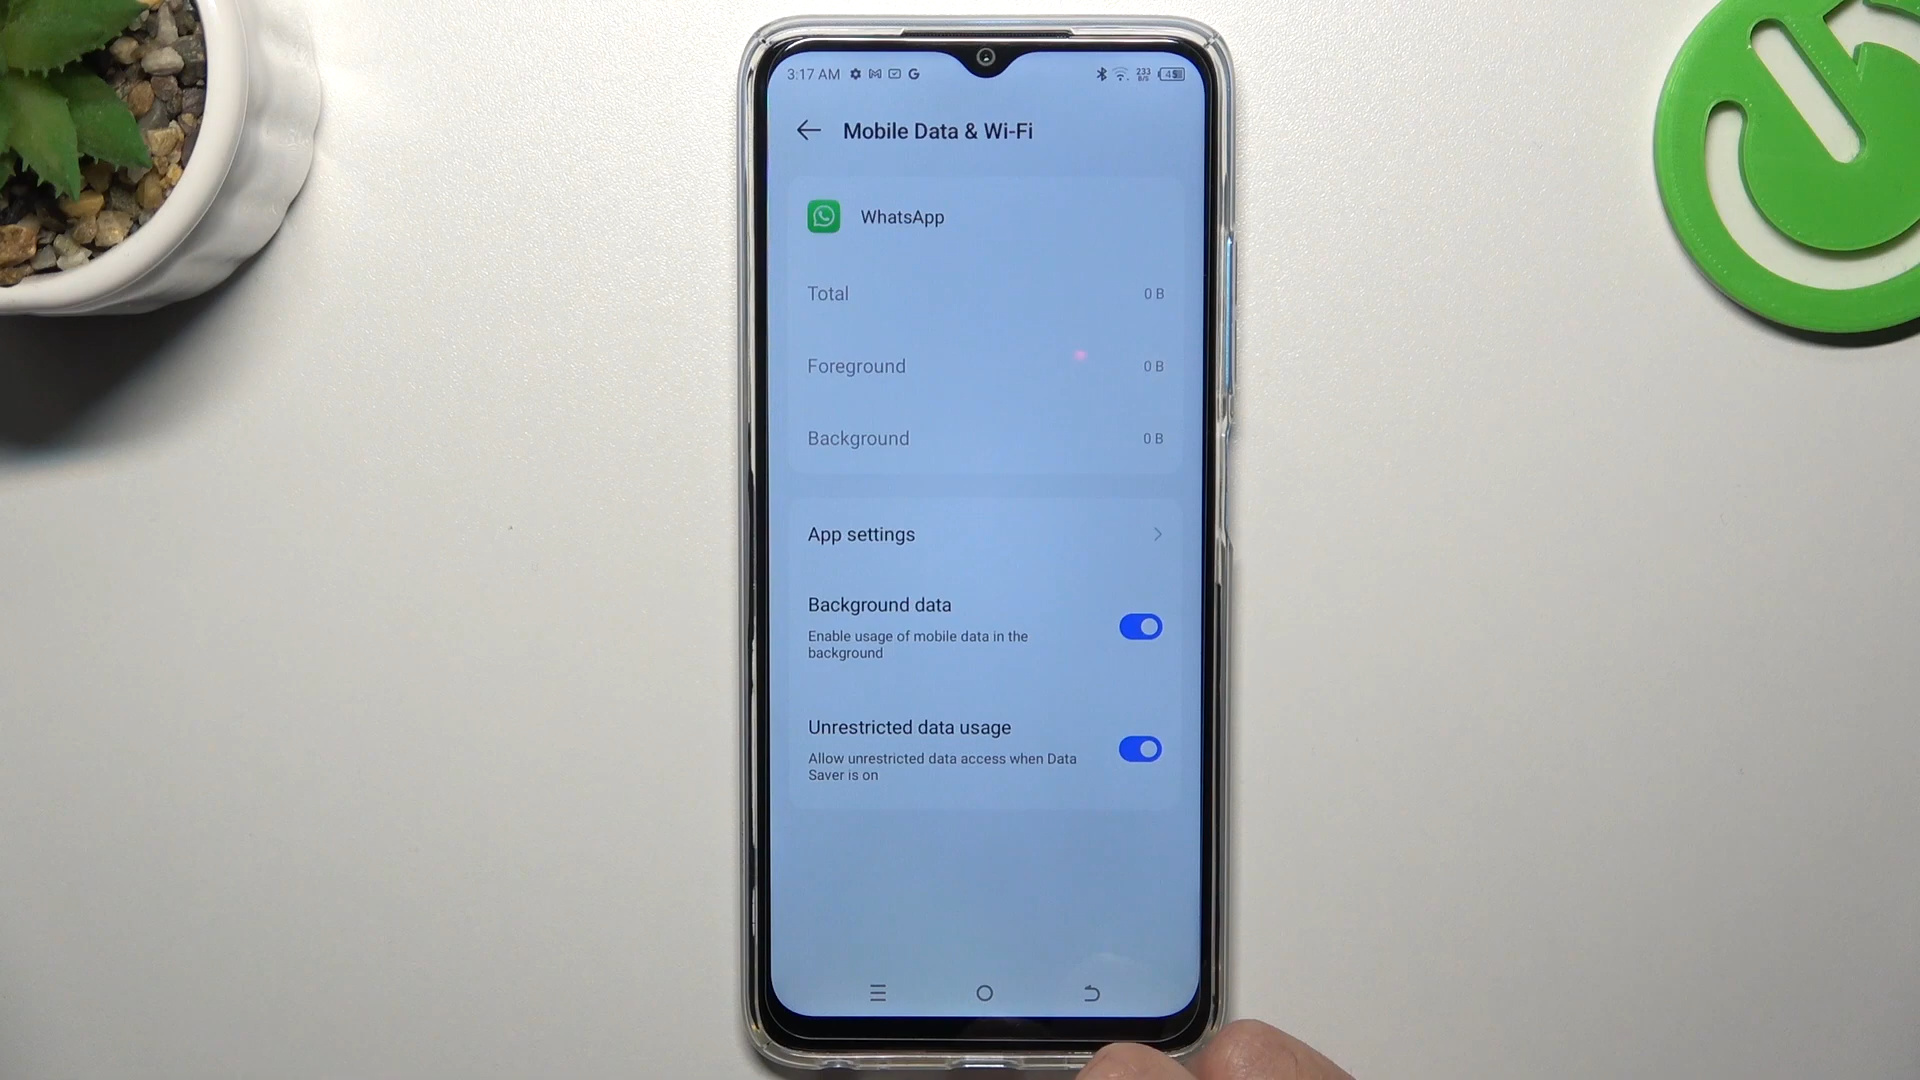 3:17 AM
233
B/S
Mobile Data & Wi-Fi
WhatsApp
Total
0 B
Foreground
0 B
Background
0 B
App settings
Background data
Enable usage of mobile data in the
background
Unrestricted data usage
Allow unrestricted data access when Data
Saver is on